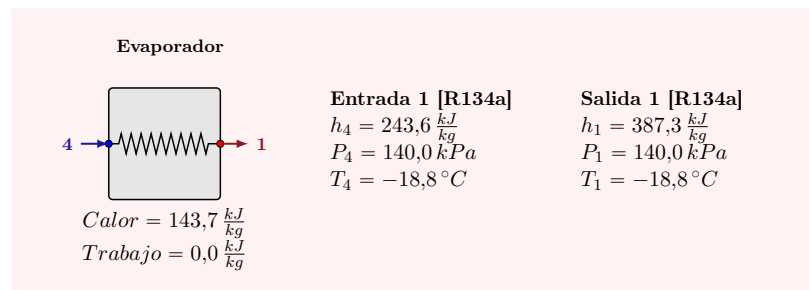 Evaporador
4
1
Calor = 143,7 kJ/kg
Trabajo = 0,0 kJ/kg
Entrada 1 [R134a]
h₄ = 243,6 kJ/kg
P₄ = 140,0 kPa
T₄ = −18,8 °C
Salida 1 [R134a]
h₁ = 387,3 kJ/kg
P₁ = 140,0 kPa
T₁ = −18,8 °C